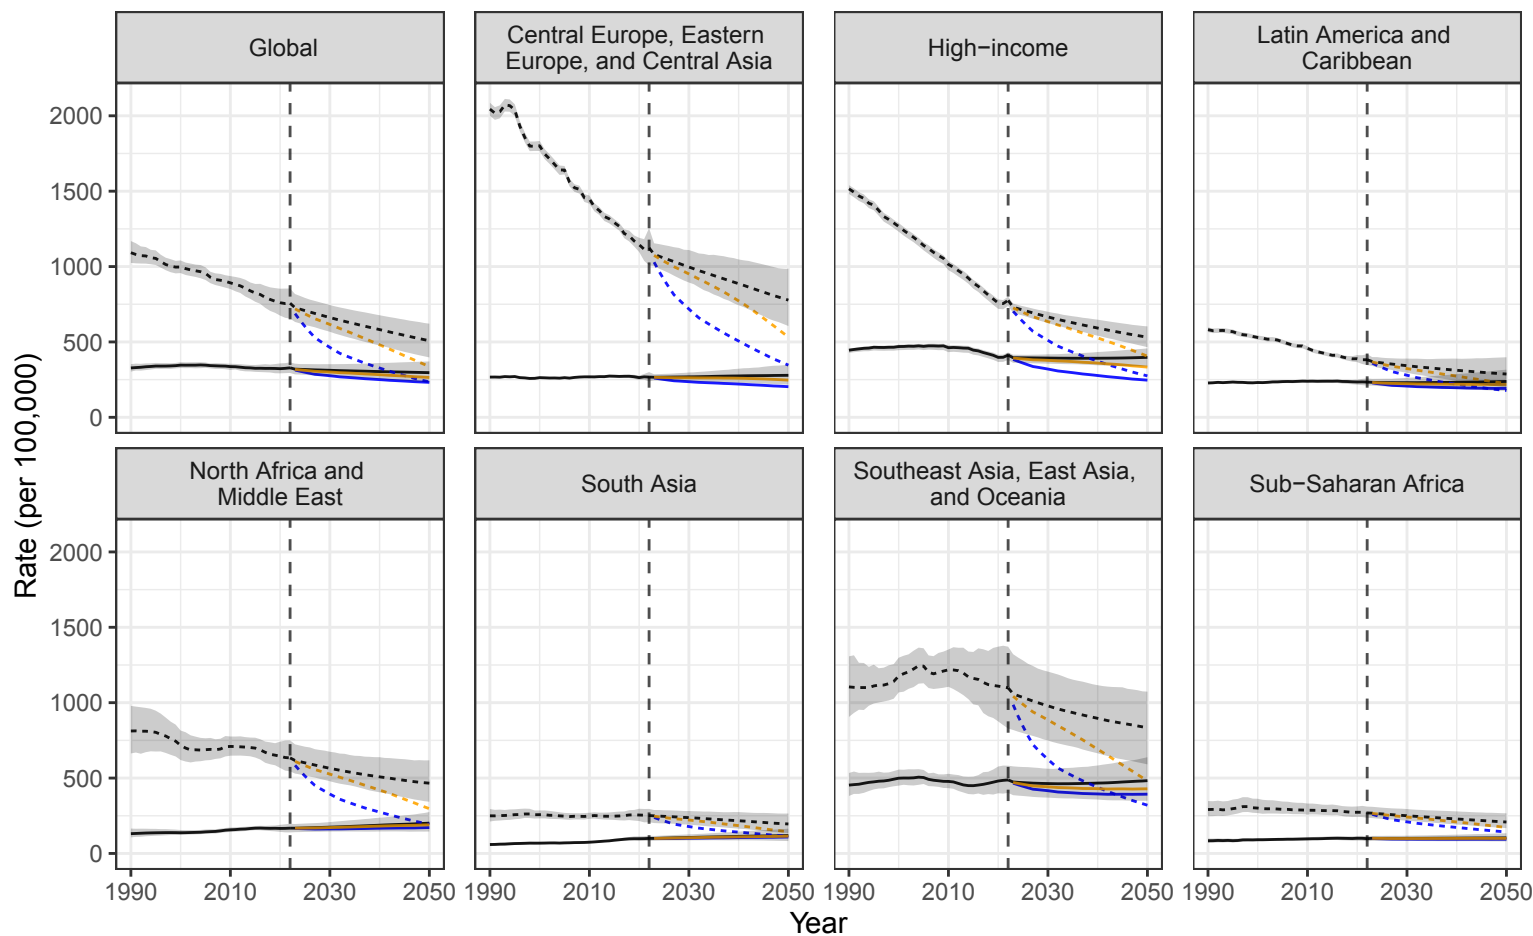 Global
Central Europe, Eastern
Europe, and Central Asia
High−income
Latin America and
Caribbean
2000
1500
1000
500
0
Rate (per 100,000)
North Africa and
Middle East
South Asia
Southeast Asia, East Asia,
and Oceania
Sub−Saharan Africa
2000
1500
1000
500
0
1990 2010 2030 2050 1990 2010 2030 2050 1990 2010 2030 2050 1990 2010 2030 2050
Year